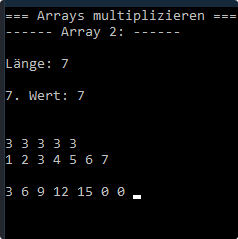 === Arrays multiplizieren ===
------ Array 2: ------
Länge: 7
7. Wert: 7
3 3 3 3 3
1 2 3 4 5 6 7
3 6 9 12 15 0 0